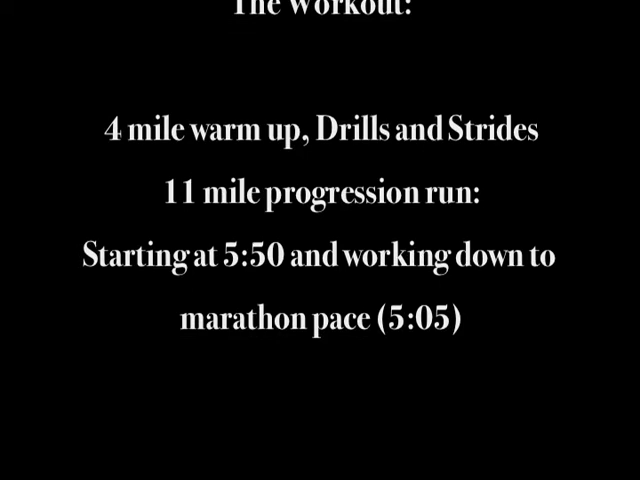 The Workout:
4 mile warm up, Drills and Strides
11 mile progression run:
Starting at 5:50 and working down to
marathon pace (5:05)